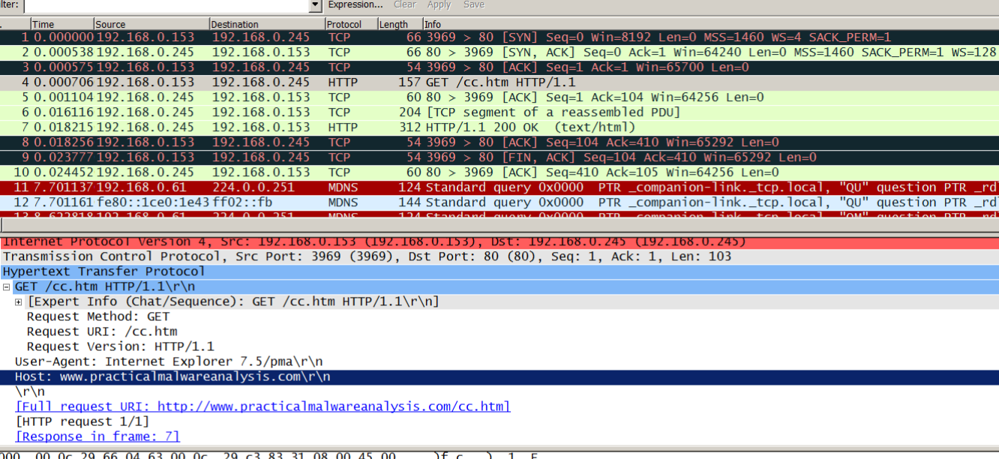 Filter: Expression... Clear Apply Save
. Time Source Destination Protocol Length Info
1 0.000000 192.168.0.153 192.168.0.245 TCP 66 3969 > 80 [SYN] Seq=0 Win=8192 Len=0 MSS=1460 WS=4 SACK_PERM=1
2 0.000538 192.168.0.245 192.168.0.153 TCP 66 80 > 3969 [SYN, ACK] Seq=0 Ack=1 Win=64240 Len=0 MSS=1460 SACK_PERM=1 WS=128
3 0.000575 192.168.0.153 192.168.0.245 TCP 54 3969 > 80 [ACK] Seq=1 Ack=1 Win=65700 Len=0
4 0.000706 192.168.0.153 192.168.0.245 HTTP 157 GET /cc.htm HTTP/1.1
5 0.001104 192.168.0.245 192.168.0.153 TCP 60 80 > 3969 [ACK] Seq=1 Ack=104 Win=64256 Len=0
6 0.016116 192.168.0.245 192.168.0.153 TCP 204 [TCP segment of a reassembled PDU]
7 0.018215 192.168.0.245 192.168.0.153 HTTP 312 HTTP/1.1 200 OK (text/html)
8 0.018256 192.168.0.153 192.168.0.245 TCP 54 3969 > 80 [ACK] Seq=104 Ack=410 Win=65292 Len=0
9 0.023777 192.168.0.153 192.168.0.245 TCP 54 3969 > 80 [FIN, ACK] Seq=104 Ack=410 Win=65292 Len=0
10 0.024452 192.168.0.245 192.168.0.153 TCP 60 80 > 3969 [ACK] Seq=410 Ack=105 Win=64256 Len=0
11 7.701137 192.168.0.61 224.0.0.251 MDNS 124 Standard query 0x0000 PTR _companion-link._tcp.local, "QU" question PTR _rd
12 7.701161 fe80::1ce0:1e43 ff02::fb MDNS 144 Standard query 0x0000 PTR _companion-link._tcp.local, "QU" question PTR _rd
13 8.622818 192.168.0.61 224.0.0.251 MDNS 124 Standard query 0x0000 PTR _companion-link._tcp.local, "QM" question PTR _rd
Internet Protocol Version 4, Src: 192.168.0.153 (192.168.0.153), Dst: 192.168.0.245 (192.168.0.245)
Transmission Control Protocol, Src Port: 3969 (3969), Dst Port: 80 (80), Seq: 1, Ack: 1, Len: 103
Hypertext Transfer Protocol
GET /cc.htm HTTP/1.1\r\n
[Expert Info (Chat/Sequence): GET /cc.htm HTTP/1.1\r\n]
Request Method: GET
Request URI: /cc.htm
Request Version: HTTP/1.1
User-Agent: Internet Explorer 7.5/pma\r\n
Host: www.practicalmalwareanalysis.com\r\n
\r\n
[Full request URI: http://www.practicalmalwareanalysis.com/cc.htm]
[HTTP request 1/1]
[Response in frame: 7]
000 00 0c 29 66 04 63 00 0c 29 c3 83 31 08 00 45 00